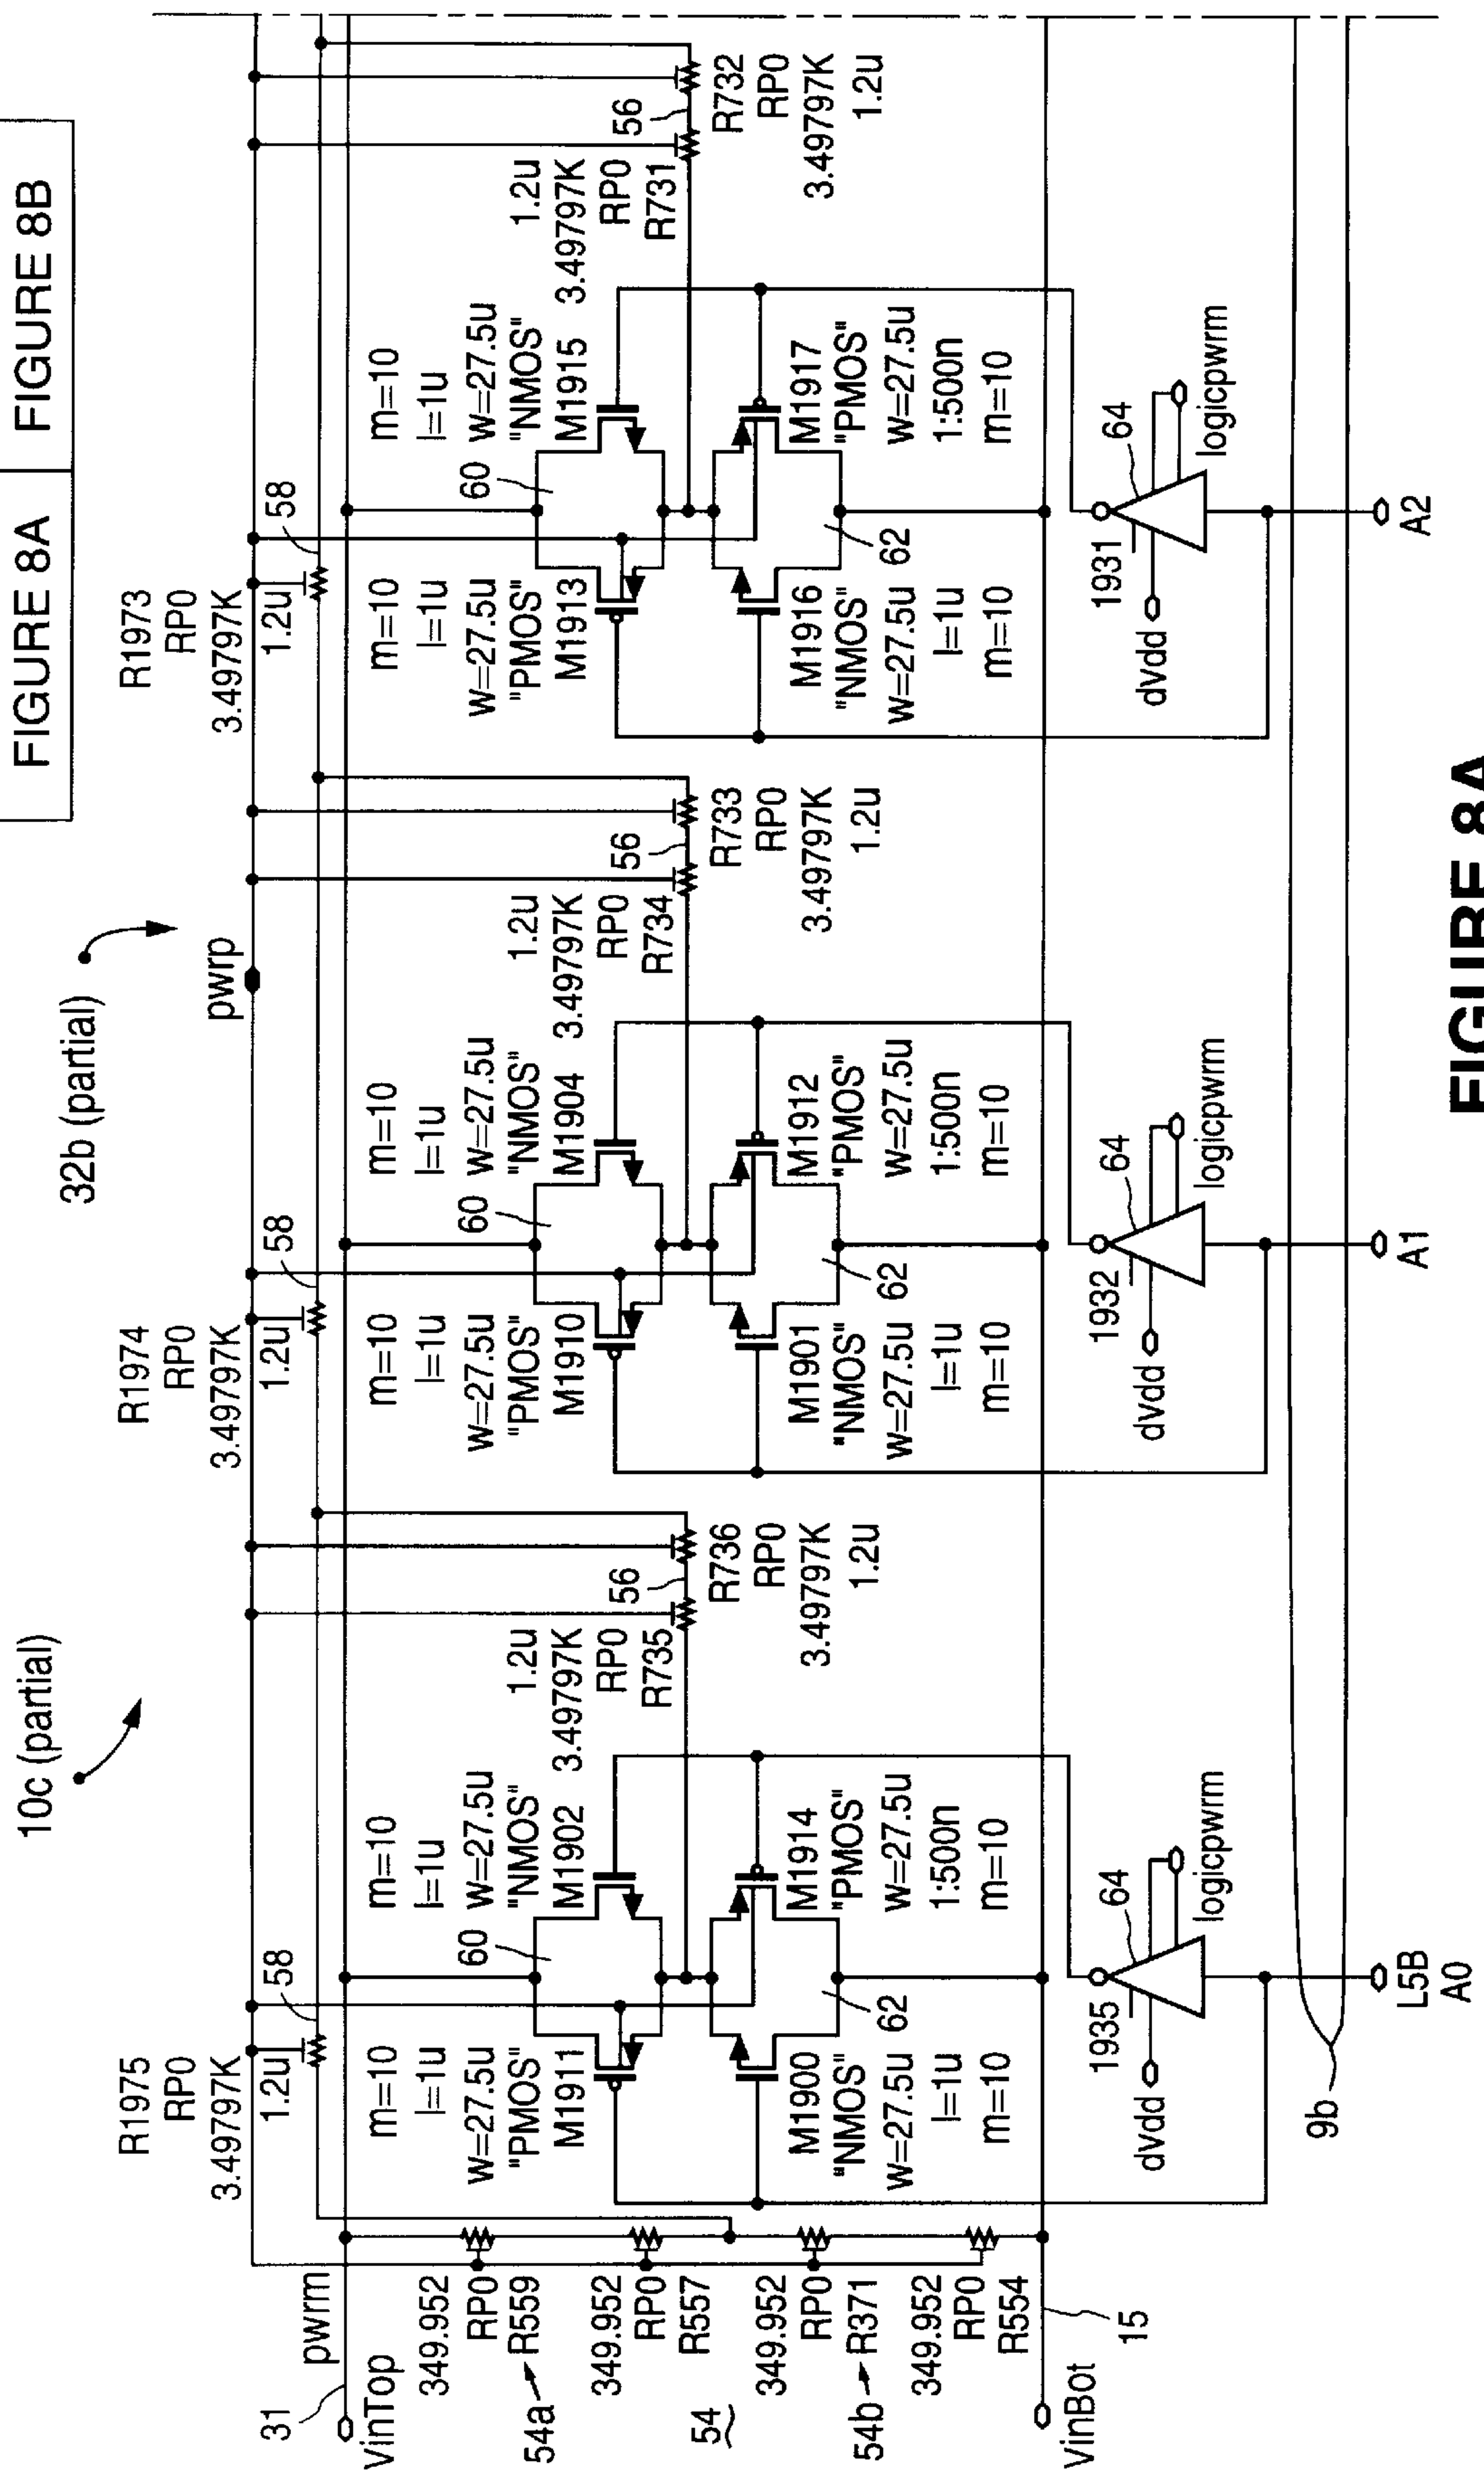 FIGURE 8A
FIGURE 8B
10c (partial)
32b (partial)
R1975
RP0
3.49797K
1.2u
58
R1974
RP0
3.49797K
1.2u
58
R1973
RP0
3.49797K
1.2u
58
pwrp
31
pwrm
VinTop
349.952
RP0
R559
54a
349.952
RP0
R557
54
349.952
RP0
R371
54b
349.952
RP0
R554
15
VinBot
m=10
l=1u
w=27.5u
"PMOS"
M1911
m=10
l=1u
w=27.5u
"NMOS"
M1902
60
M1900
"NMOS"
w=27.5u
l=1u
m=10
62
M1914
"PMOS"
w=27.5u
1:500n
m=10
1.2u
3.49797K
RP0
R735
56
R736
RP0
3.49797K
1.2u
1935
64
dvdd
logicpwrm
L5B
A0
m=10
l=1u
w=27.5u
"PMOS"
M1910
m=10
l=1u
w=27.5u
"NMOS"
M1904
60
M1901
"NMOS"
w=27.5u
l=1u
m=10
62
M1912
"PMOS"
w=27.5u
1:500n
m=10
1.2u
3.49797K
RP0
R734
56
R733
RP0
3.49797K
1.2u
1932
64
dvdd
logicpwrm
A1
m=10
l=1u
w=27.5u
"PMOS"
M1913
m=10
l=1u
w=27.5u
"NMOS"
M1915
60
M1916
"NMOS"
w=27.5u
l=1u
m=10
62
M1917
"PMOS"
w=27.5u
1:500n
m=10
1.2u
3.49797K
RP0
R731
56
R732
RP0
3.49797K
1.2u
1931
64
dvdd
logicpwrm
A2
9b
FIGURE 8A